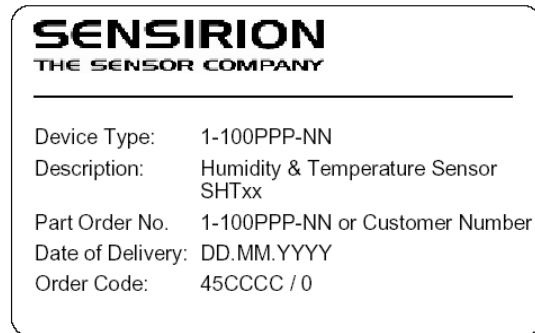 SENSIRION
THE SENSOR COMPANY
Device Type: 1-100PPP-NN
Description: Humidity & Temperature Sensor
SHTxx
Part Order No. 1-100PPP-NN or Customer Number
Date of Delivery: DD.MM.YYYY
Order Code: 45CCCC / 0